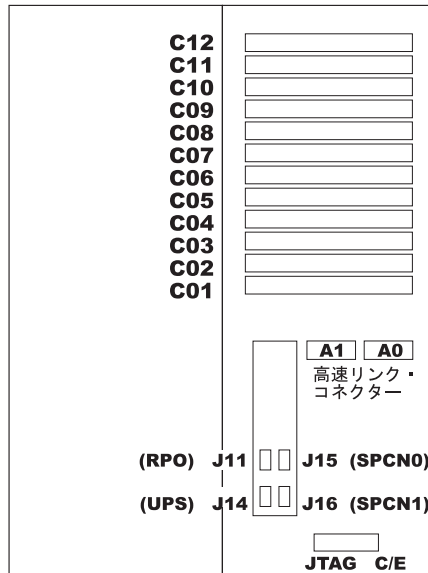 C12
C11
C10
C09
C08
C07
C06
C05
C04
C03
C02
C01
A1 A0
高速リンク・
コネクター
(RPO) J11 J15 (SPCN0)
(UPS) J14 J16 (SPCN1)
JTAG C/E